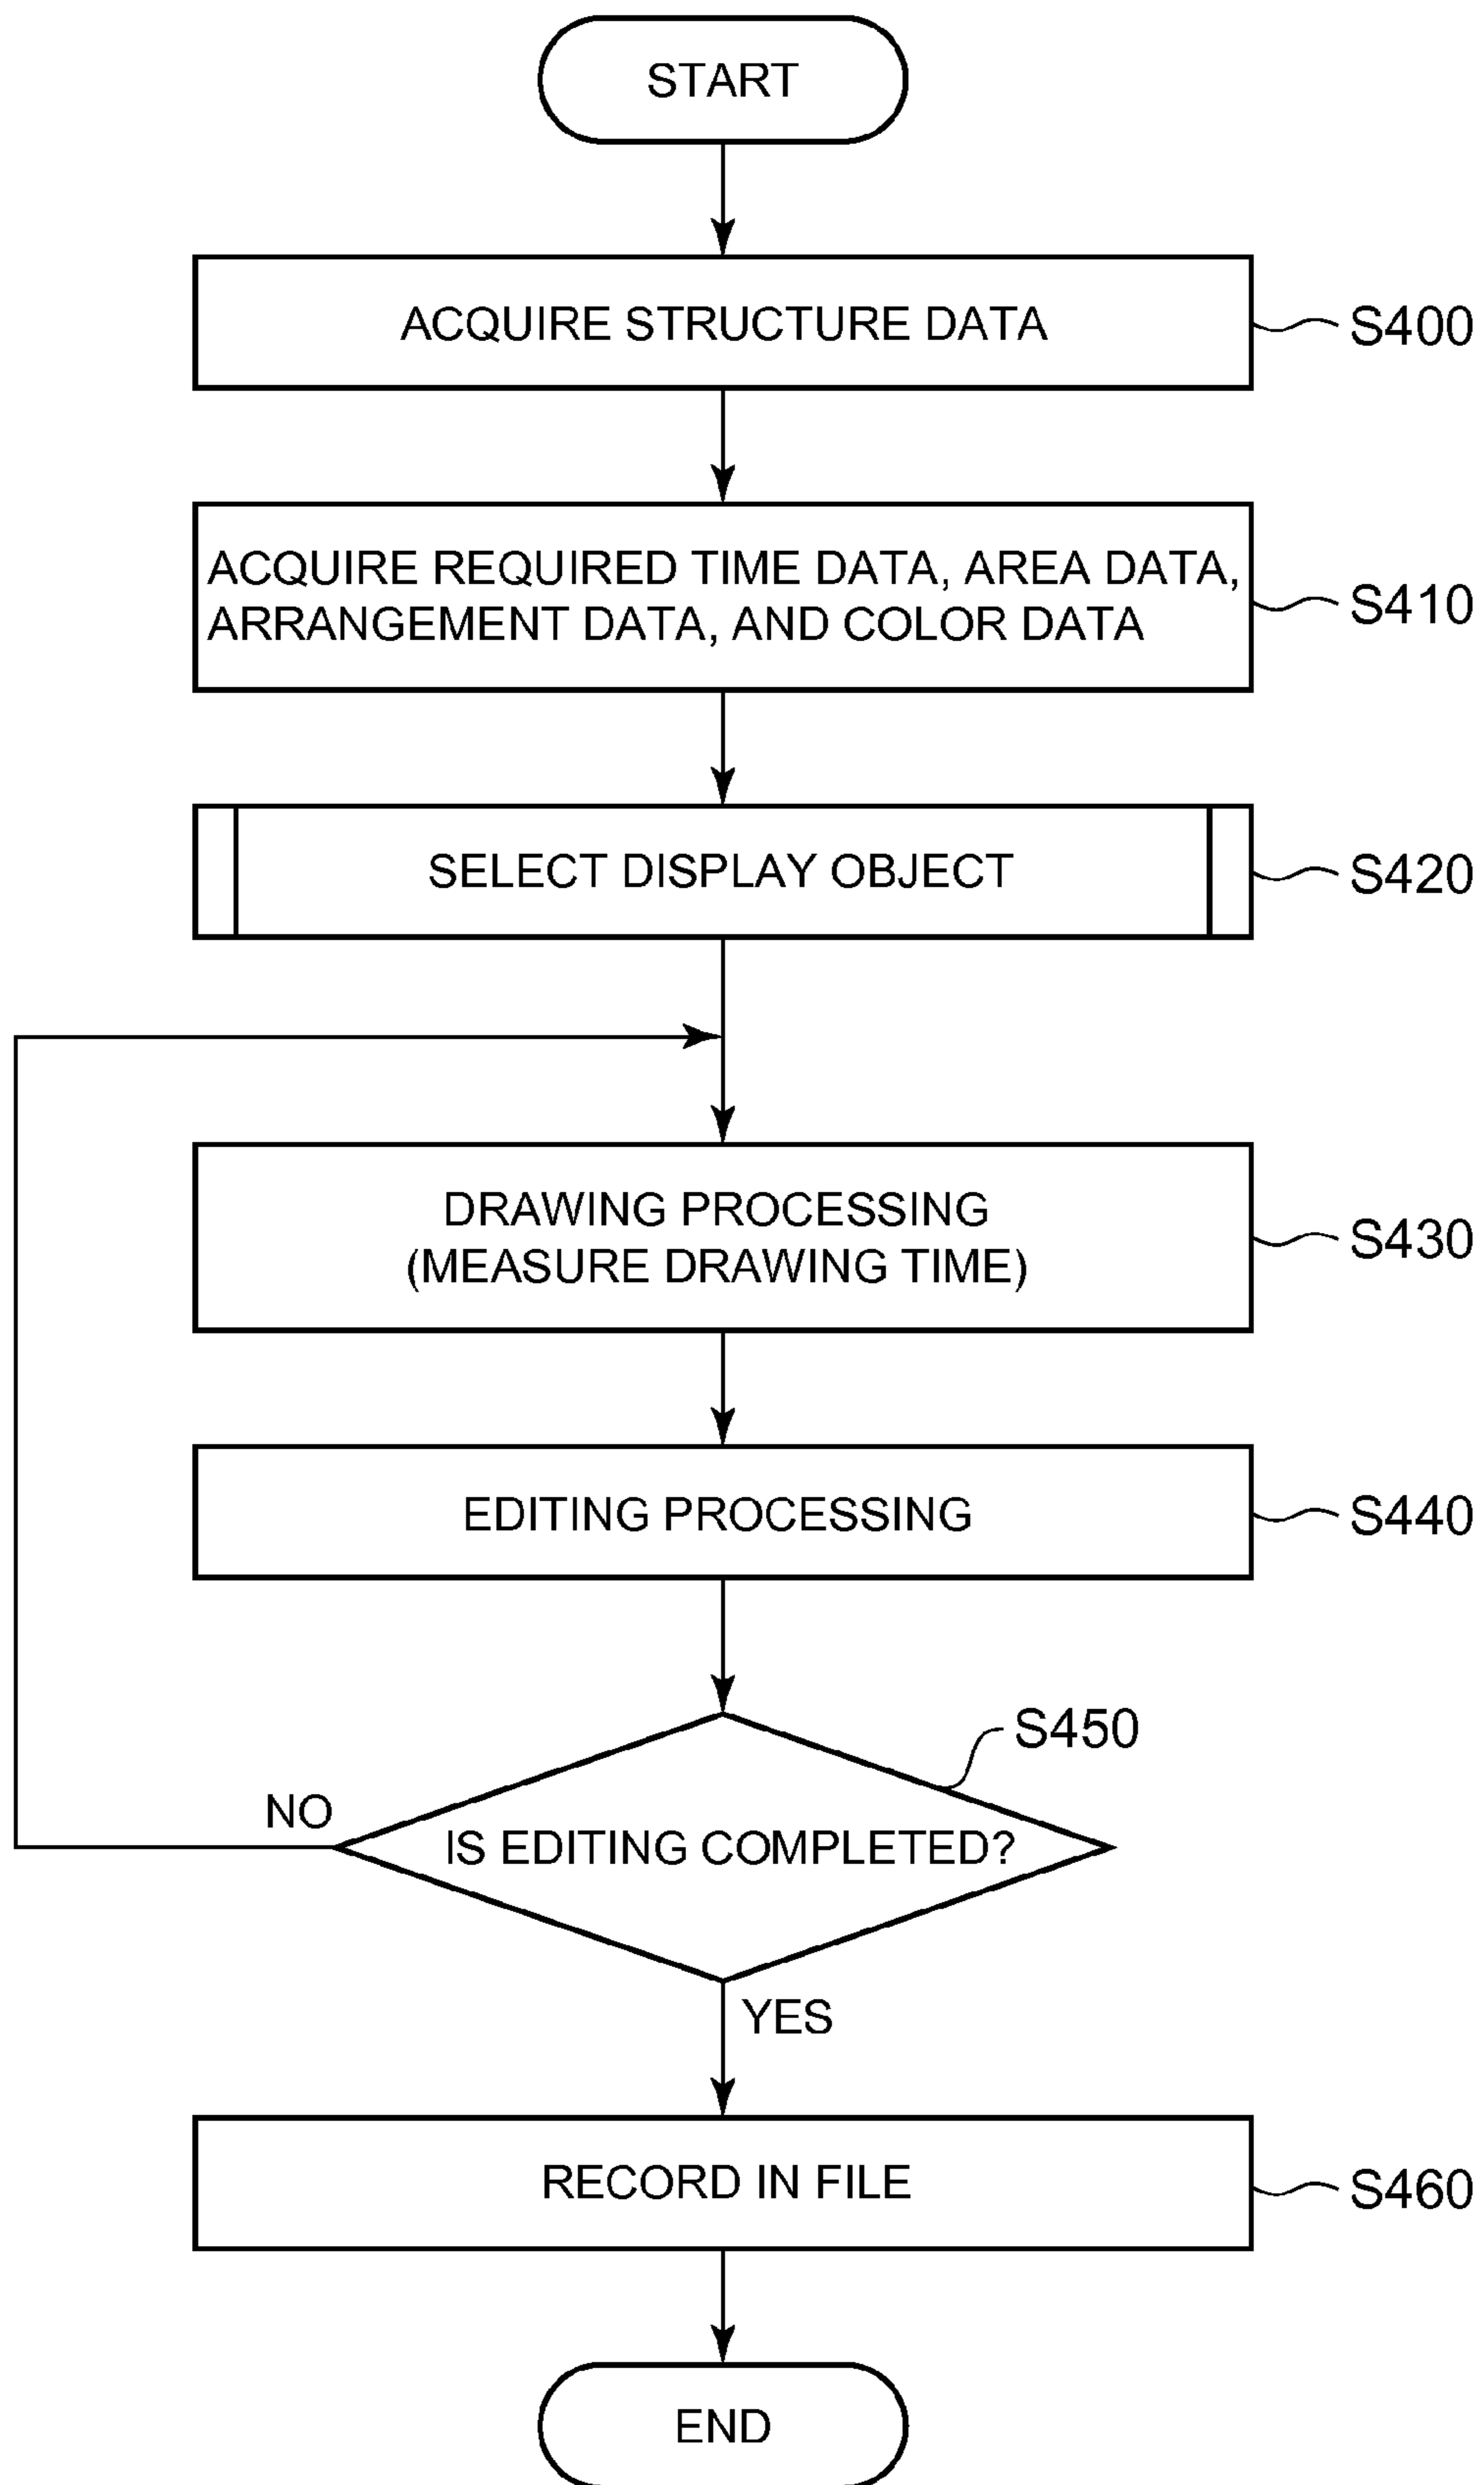 START
ACQUIRE STRUCTURE DATA
S400
ACQUIRE REQUIRED TIME DATA, AREA DATA,
ARRANGEMENT DATA, AND COLOR DATA
S410
SELECT DISPLAY OBJECT
S420
DRAWING PROCESSING
(MEASURE DRAWING TIME)
S430
EDITING PROCESSING
S440
S450
NO
IS EDITING COMPLETED?
YES
RECORD IN FILE
S460
END